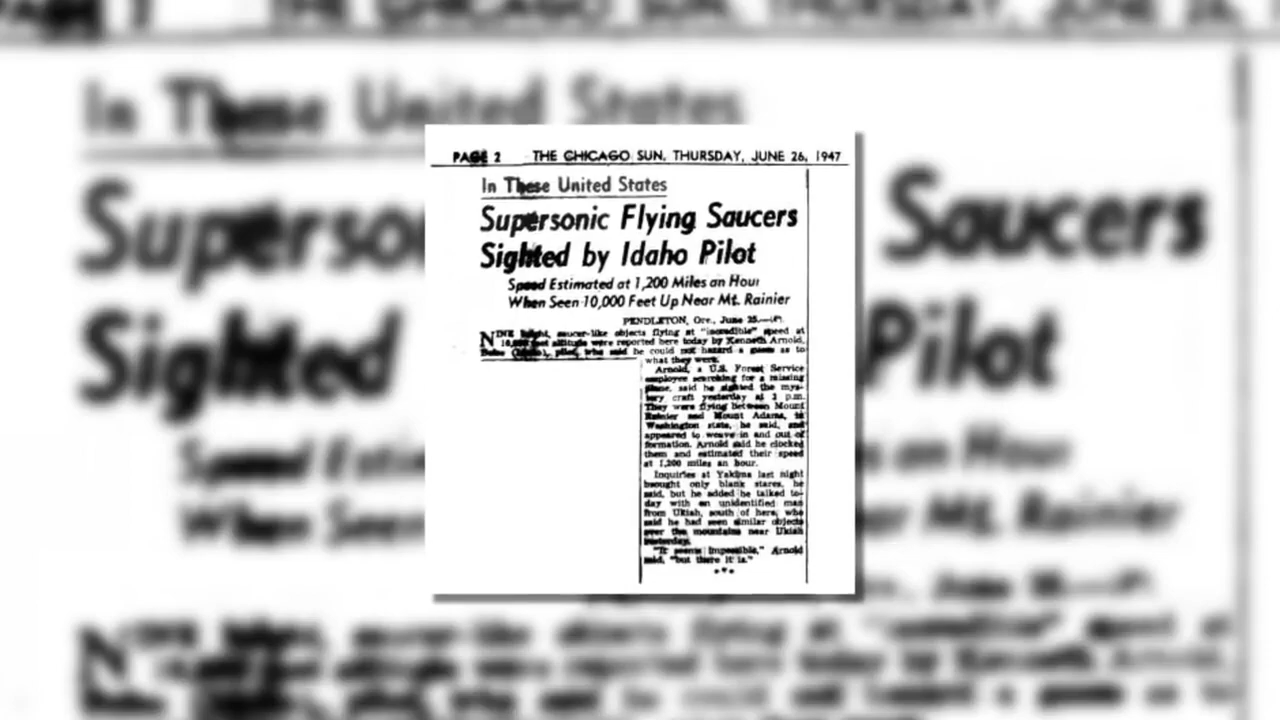 PAGE 2 THE CHICAGO SUN, THURSDAY, JUNE 26, 1947
In These United States
Supersonic Flying Saucers
Sighted by Idaho Pilot
Speed Estimated at 1,200 Miles an Hour
When Seen 10,000 Feet Up Near Mt. Rainier
PENDLETON, Ore., June 25.—(P).
NINE bright, saucer-like objects flying at "incredible" speed at
10,000 feet altitude were reported here today by Kenneth Arnold,
Boise (Idaho), pilot, who said he could not hazard a guess as to
what they were.
Arnold, a U.S. Forest Service
employee searching for a missing
plane, said he sighted the mys-
tery craft yesterday at 3 p.m.
They were flying between Mount
Rainier and Mount Adams, in
Washington state, he said, and
appeared to weave in and out of
formation. Arnold said he clocked
them and estimated their speed
at 1,200 miles an hour.
Inquiries at Yakima last night
brought only blank stares, he
said, but he added he talked to-
day with an unidentified man
from Ukiah, south of here, who
said he had seen similar objects
over the mountains near Ukiah
yesterday.
"It seems impossible," Arnold
said, "but there it is."